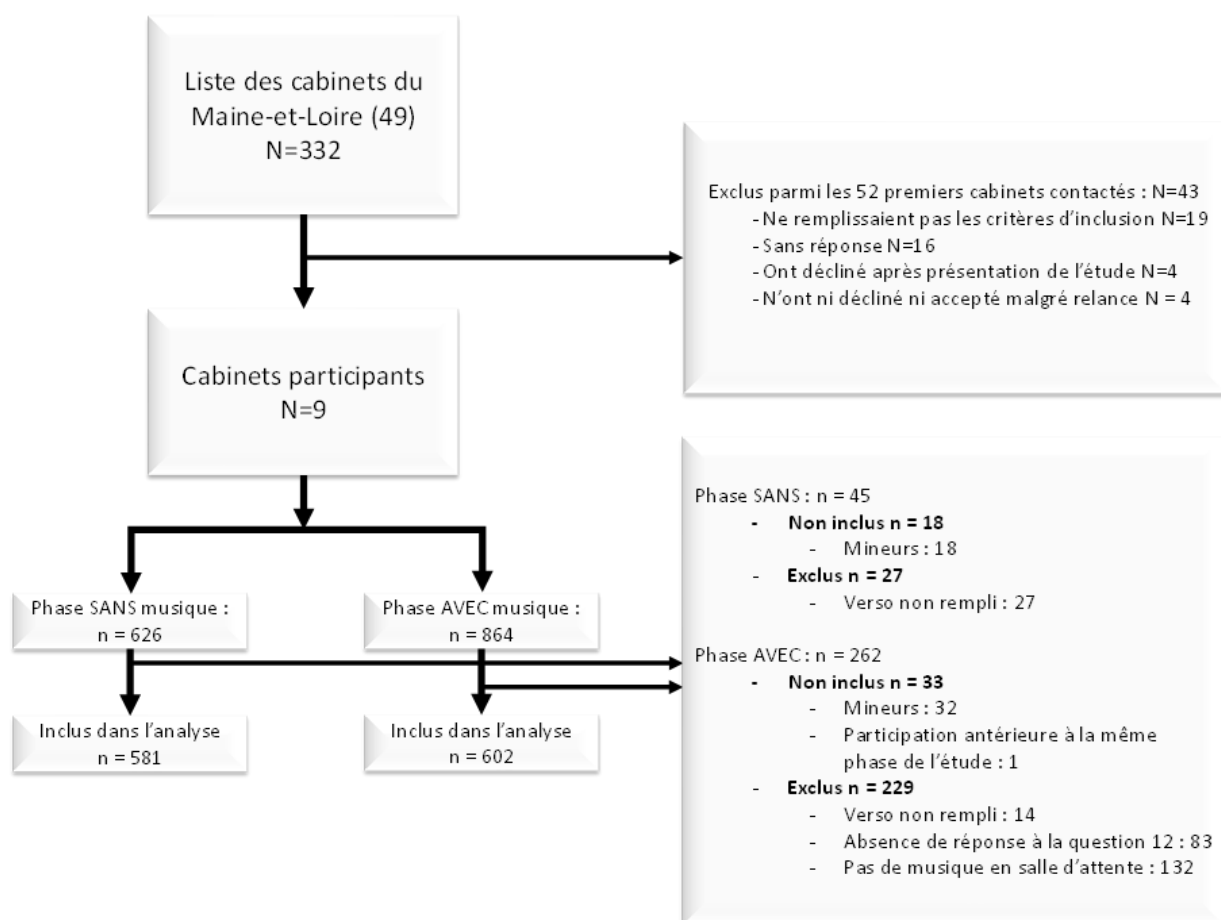 Liste des cabinets du
Maine-et-Loire (49)
N=332
Exclus parmi les 52 premiers cabinets contactés : N=43
- Ne remplissaient pas les critères d'inclusion N=19
- Sans réponse N=16
- Ont décliné après présentation de l'étude N=4
- N'ont ni décliné ni accepté malgré relance N = 4
Cabinets participants
N=9
Phase SANS musique :
n = 626
Phase AVEC musique :
n = 864
Inclus dans l'analyse
n = 581
Inclus dans l'analyse
n = 602
Phase SANS : n = 45
- Non inclus n = 18
- Mineurs : 18
- Exclus n = 27
- Verso non rempli : 27
Phase AVEC : n = 262
- Non inclus n = 33
- Mineurs : 32
- Participation antérieure à la même
phase de l'étude : 1
- Exclus n = 229
- Verso non rempli : 14
- Absence de réponse à la question 12 : 83
- Pas de musique en salle d'attente : 132